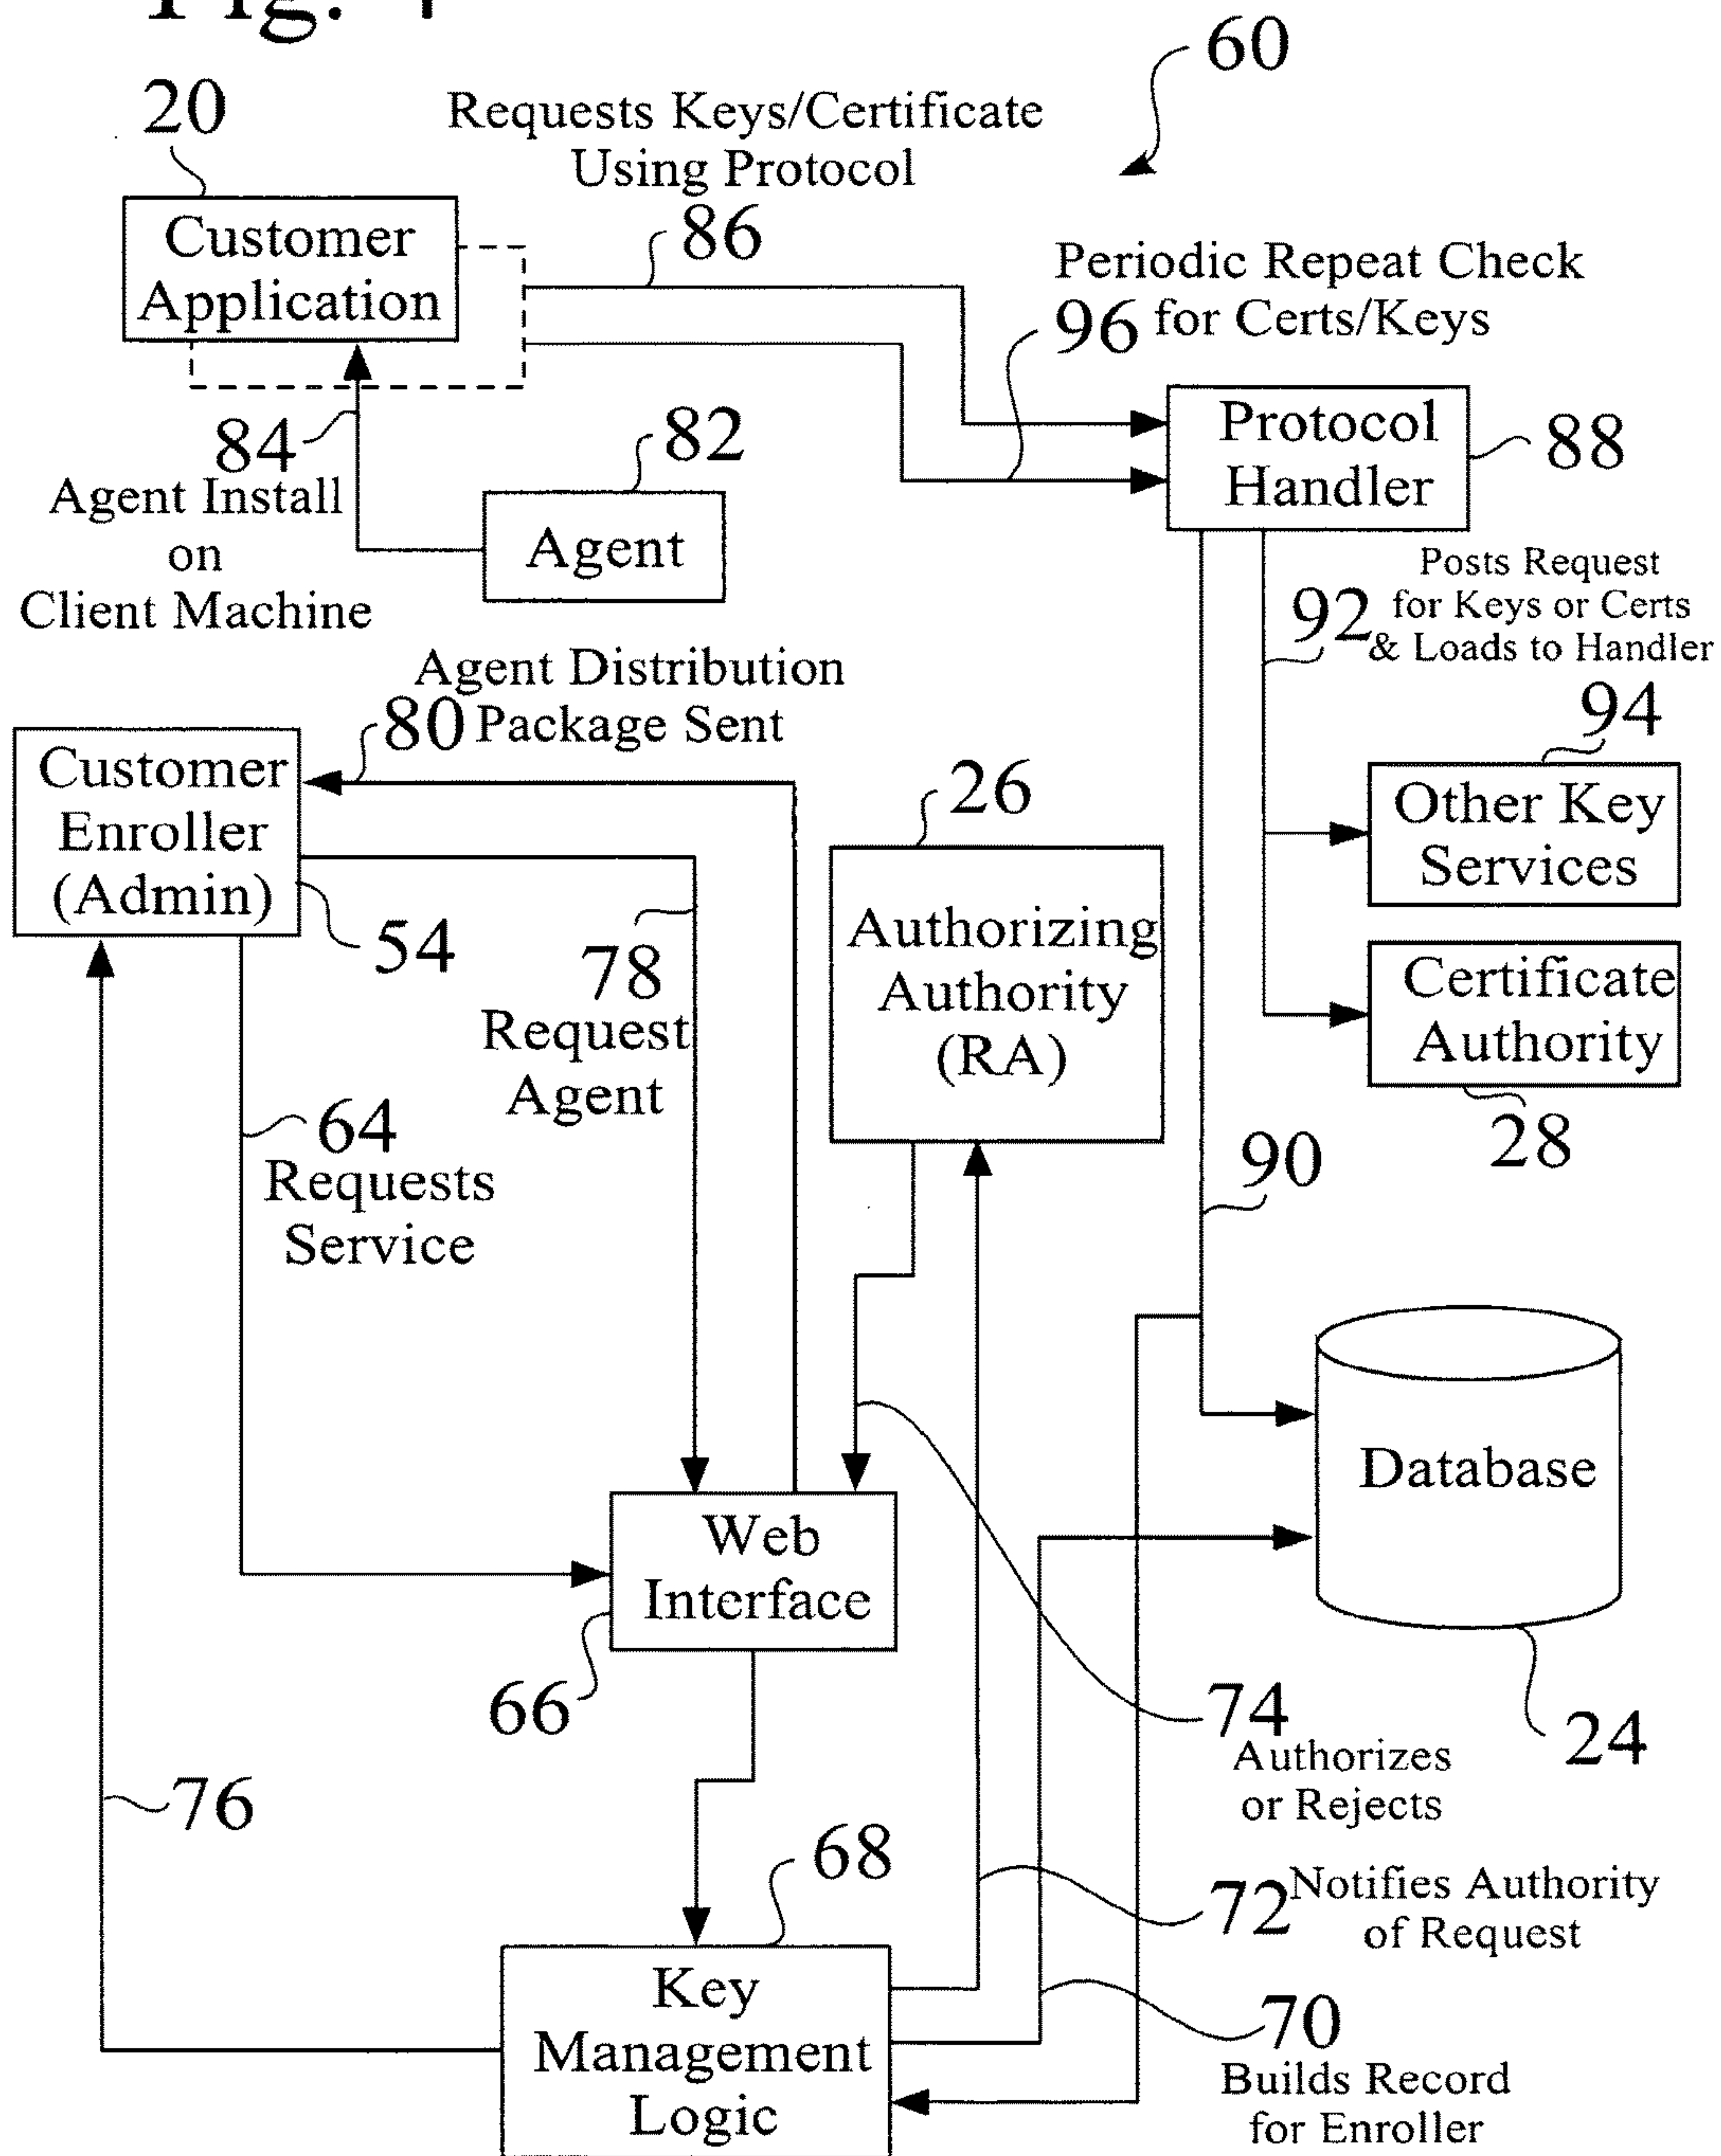 Fig. 4
60
20
Requests Keys/Certificate
Using Protocol
86
Customer
Application
Periodic Repeat Check
96 for Certs/Keys
84
82
Protocol
Handler
88
Agent Install
on
Client Machine
Agent
Posts Request
92 for Keys or Certs
& Loads to Handler
Agent Distribution
80 Package Sent
94
Customer
Enroller
(Admin)
54
26
Other Key
Services
78
Request
Agent
Authorizing
Authority
(RA)
Certificate
Authority
28
64
Requests
Service
90
Database
24
Web
Interface
66
74
Authorizes
or Rejects
76
68
72 Notifies Authority
of Request
Key
Management
Logic
70
Builds Record
for Enroller